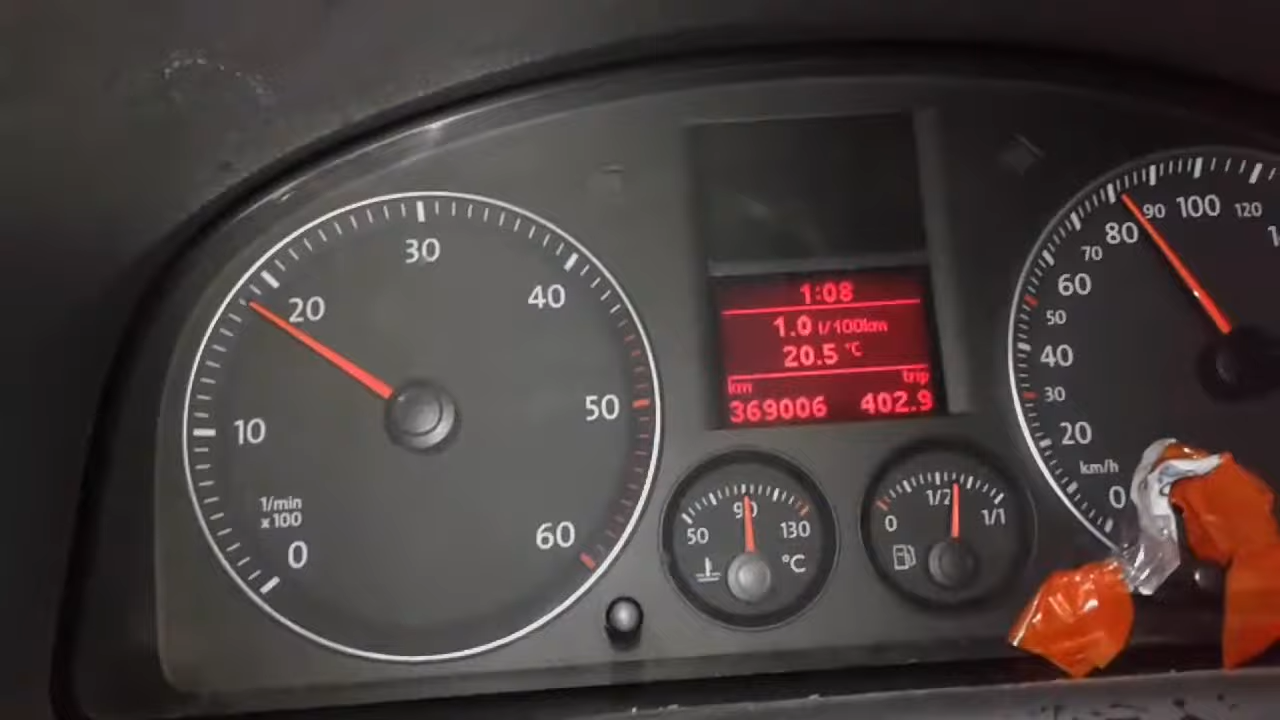 30
20
40
10
50
1/min
x100
0
60
1:08
1.0 l/100km
20.5 °C
km trip
369006 402.9
50 90 130
°C
0 1/2 1/1
100
90 120
80
70
60
50
40
30
20
km/h
0